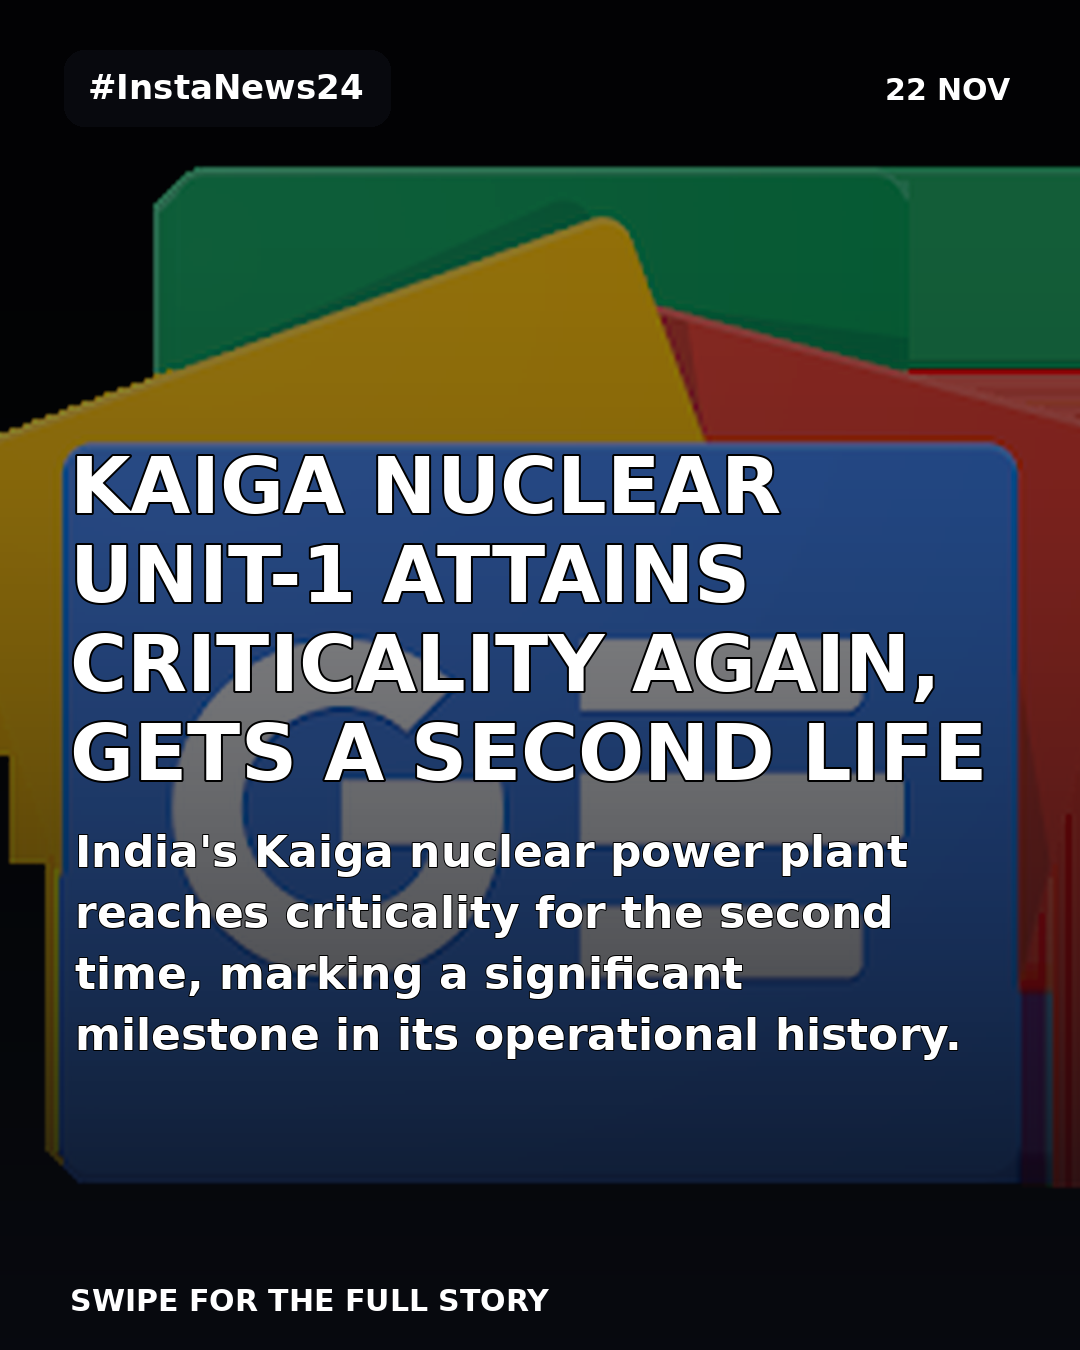 #InstaNews24
22 NOV
KAIGA NUCLEAR
UNIT-1 ATTAINS
CRITICALITY AGAIN,
GETS A SECOND LIFE
India's Kaiga nuclear power plant
reaches criticality for the second
time, marking a significant
milestone in its operational history.
SWIPE FOR THE FULL STORY